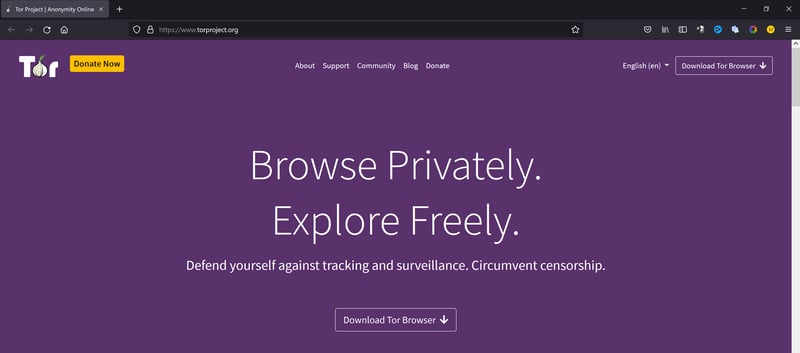 Tor Project | Anonymity Online
https://www.torproject.org
Tor
Donate Now
About Support Community Blog Donate
English (en)
Download Tor Browser
Browse Privately.
Explore Freely.
Defend yourself against tracking and surveillance. Circumvent censorship.
Download Tor Browser